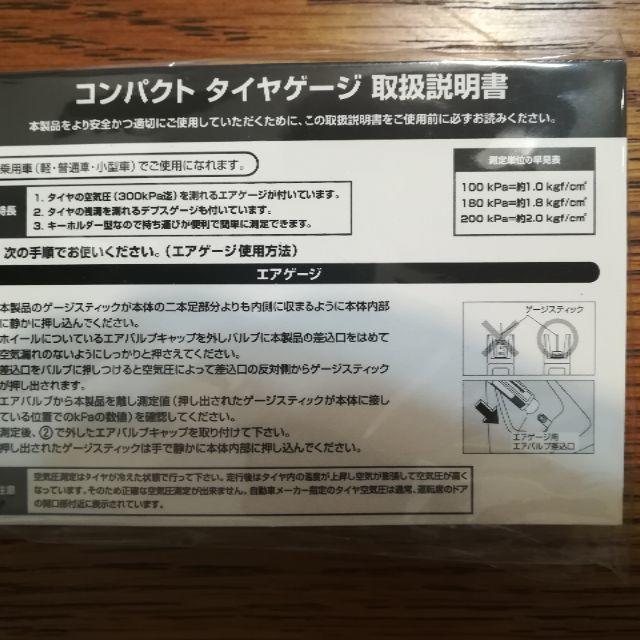 コンパクト タイヤゲージ 取扱説明書
本製品をより安全かつ適切にご使用していただくために、この取扱説明書をご使用前に必ずお読みください。
乗用車(軽・普通車・小型車)でご使用になれます。
特長
1. タイヤの空気圧(300kPa迄)を測れるエアゲージが付いています。
2. タイヤの残溝を測れるデプスゲージも付いています。
3. キーホルダー型なので持ち運びが便利で簡単に測定できます。
測定単位の早見表
100 kPa=約1.0 kgf/c㎡
180 kPa=約1.8 kgf/c㎡
200 kPa=約2.0 kgf/c㎡
次の手順でお使いください。(エアゲージ使用方法)
エアゲージ
本製品のゲージスティックが本体の二本足部分よりも内側に収まるように本体内部
に静かに押し込んでください。
ホイールについているエアバルブキャップを外しバルブに本製品の差込口をはめて
空気漏れのないようにしっかりと押さえてください。
差込口をバルブに押しつけると空気圧によって差込口の反対側からゲージスティック
が押し出されます。
エアバルブから本製品を離し測定値(押し出されたゲージスティックが本体に接し
ている位置でのkPaの数値)を確認してください。
測定後、②で外したエアバルブキャップを取り付けて下さい。
押し出されたゲージスティックは手で静かに本体内部に押し込んでください。
ゲージスティック
エアゲージ用
エアバルブ差込口
注意
空気圧測定はタイヤが冷えた状態で行って下さい。走行後はタイヤ内の温度が上昇し空気が膨張して空気圧が高く
なっています。そのため正確な空気圧測定が出来ません。自動車メーカー指定のタイヤ空気圧は通常、運転席のドア
の開口部付近に表示されています。